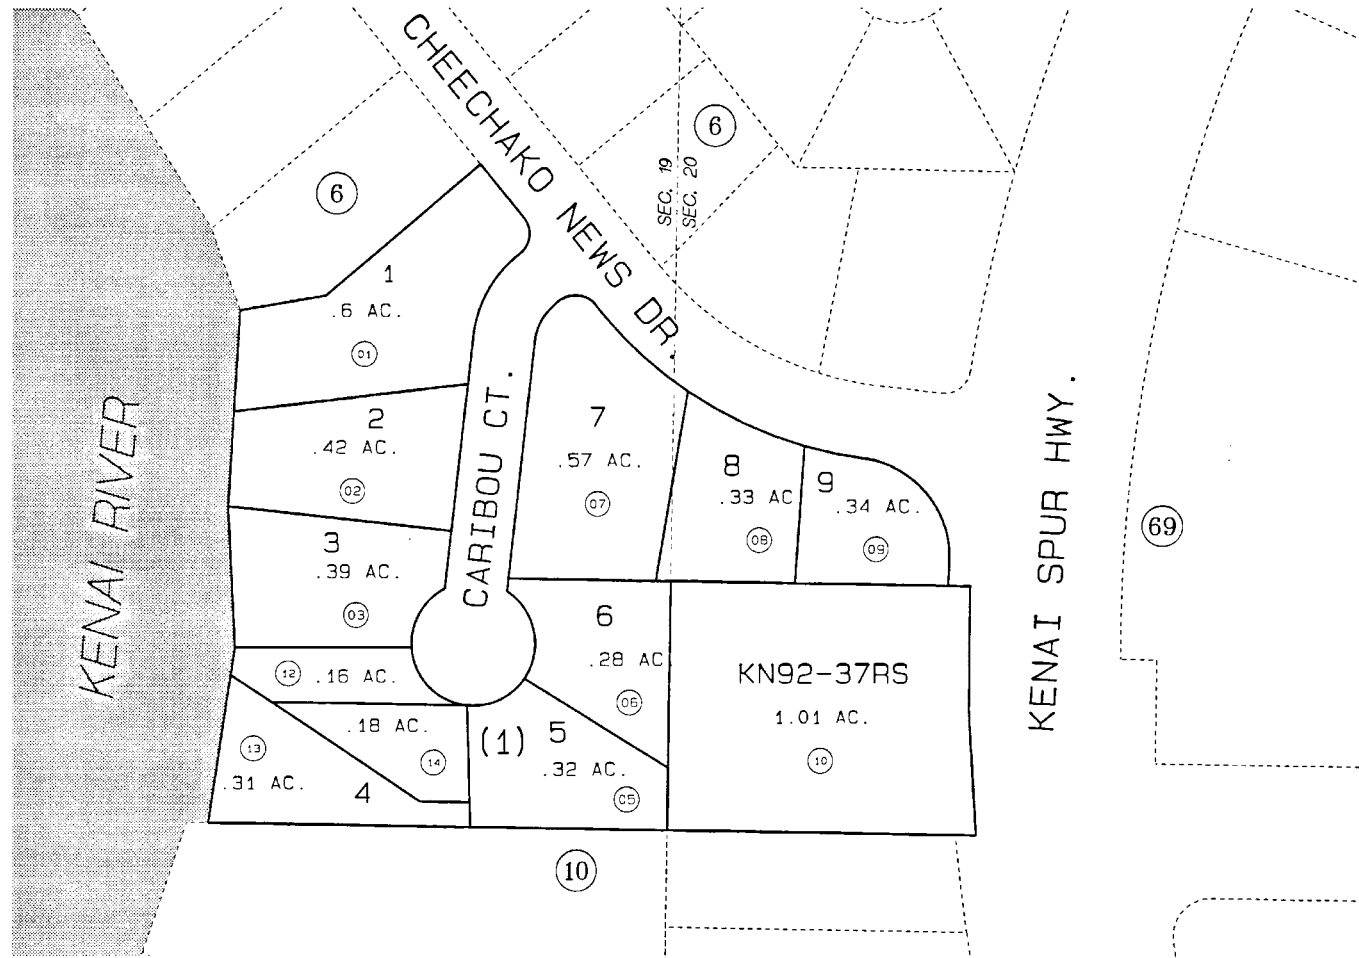 CHEECHAKO NEWS DR.
6
6
SEC. 19
SEC. 20
1
.6 AC.
01
2
.42 AC.
02
3
.39 AC.
03
12
.16 AC.
.18 AC.
14
13
.31 AC.
4
KENAI RIVER
CARIBOU CT.
7
.57 AC.
07
8
.33 AC
08
9
.34 AC.
09
6
.28 AC
06
(1)
5
.32 AC.
05
KN92-37RS
1.01 AC.
10
KENAI SPUR HWY.
69
10